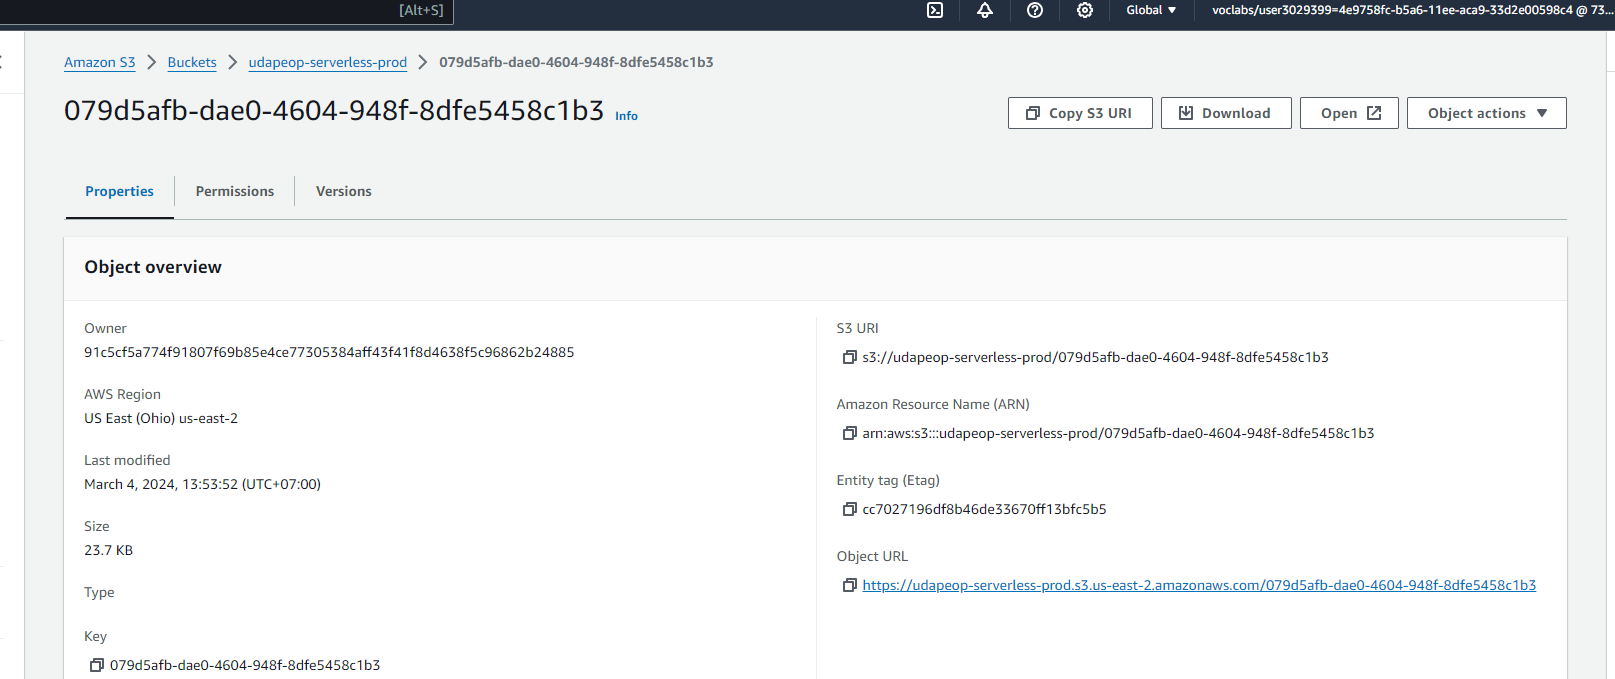 [Alt+S]
Global
voclabs/user3029399=4e9758fc-b5a6-11ee-aca9-33d2e00598c4 @ 73...
Amazon S3 > Buckets > udapeop-serverless-prod > 079d5afb-dae0-4604-948f-8dfe5458c1b3
079d5afb-dae0-4604-948f-8dfe5458c1b3 Info
Copy S3 URI
Download
Open
Object actions
Properties
Permissions
Versions
Object overview
Owner
91c5cf5a774f91807f69b85e4ce77305384aff43f41f8d4638f5c96862b24885
AWS Region
US East (Ohio) us-east-2
Last modified
March 4, 2024, 13:53:52 (UTC+07:00)
Size
23.7 KB
Type
Key
079d5afb-dae0-4604-948f-8dfe5458c1b3
S3 URI
s3://udapeop-serverless-prod/079d5afb-dae0-4604-948f-8dfe5458c1b3
Amazon Resource Name (ARN)
arn:aws:s3:::udapeop-serverless-prod/079d5afb-dae0-4604-948f-8dfe5458c1b3
Entity tag (Etag)
cc7027196df8b46de33670ff13bfc5b5
Object URL
https://udapeop-serverless-prod.s3.us-east-2.amazonaws.com/079d5afb-dae0-4604-948f-8dfe5458c1b3